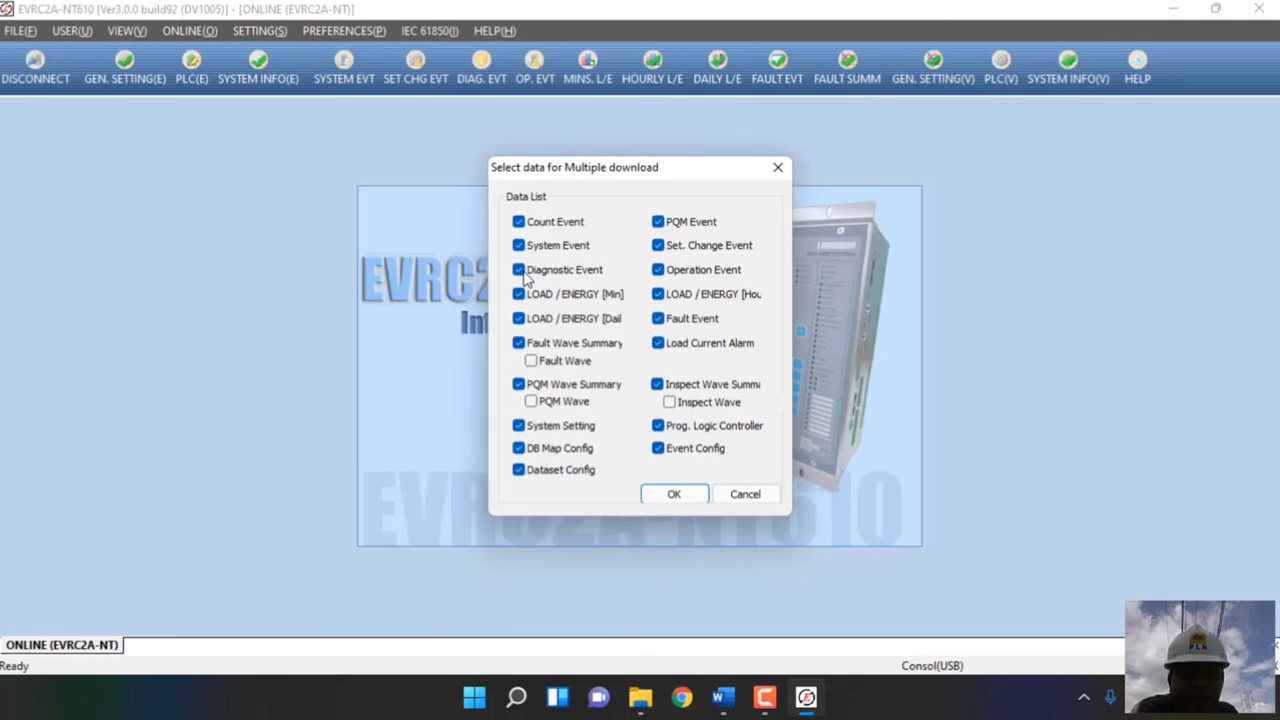 EVRC2A-NT610 [Ver3.0.0 build92 (DV1005)] - [ONLINE (EVRC2A-NT)]
FILE(F) USER(U) VIEW(V) ONLINE(O) SETTING(S) PREFERENCES(P) IEC 61850(I) HELP(H)
DISCONNECT GEN. SETTING(E) PLC(E) SYSTEM INFO(E) SYSTEM EVT SET CHG EVT DIAG. EVT OP. EVT MINS. L/E HOURLY L/E DAILY L/E FAULT EVT FAULT SUMM GEN. SETTING(V) PLC(V) SYSTEM INFO(V) HELP
Select data for Multiple download
Data List
Count Event PQM Event
System Event Set. Change Event
Diagnostic Event Operation Event
LOAD / ENERGY [Min] LOAD / ENERGY [Hou
LOAD / ENERGY [Dail Fault Event
Fault Wave Summary Load Current Alarm
Fault Wave
PQM Wave Summary Inspect Wave Summa
PQM Wave Inspect Wave
System Setting Prog. Logic Controller
DB Map Config Event Config
Dataset Config
OK Cancel
EVRC2
Int
EVRC2A-NT610
ONLINE (EVRC2A-NT)
Ready Consol(USB)
PLN